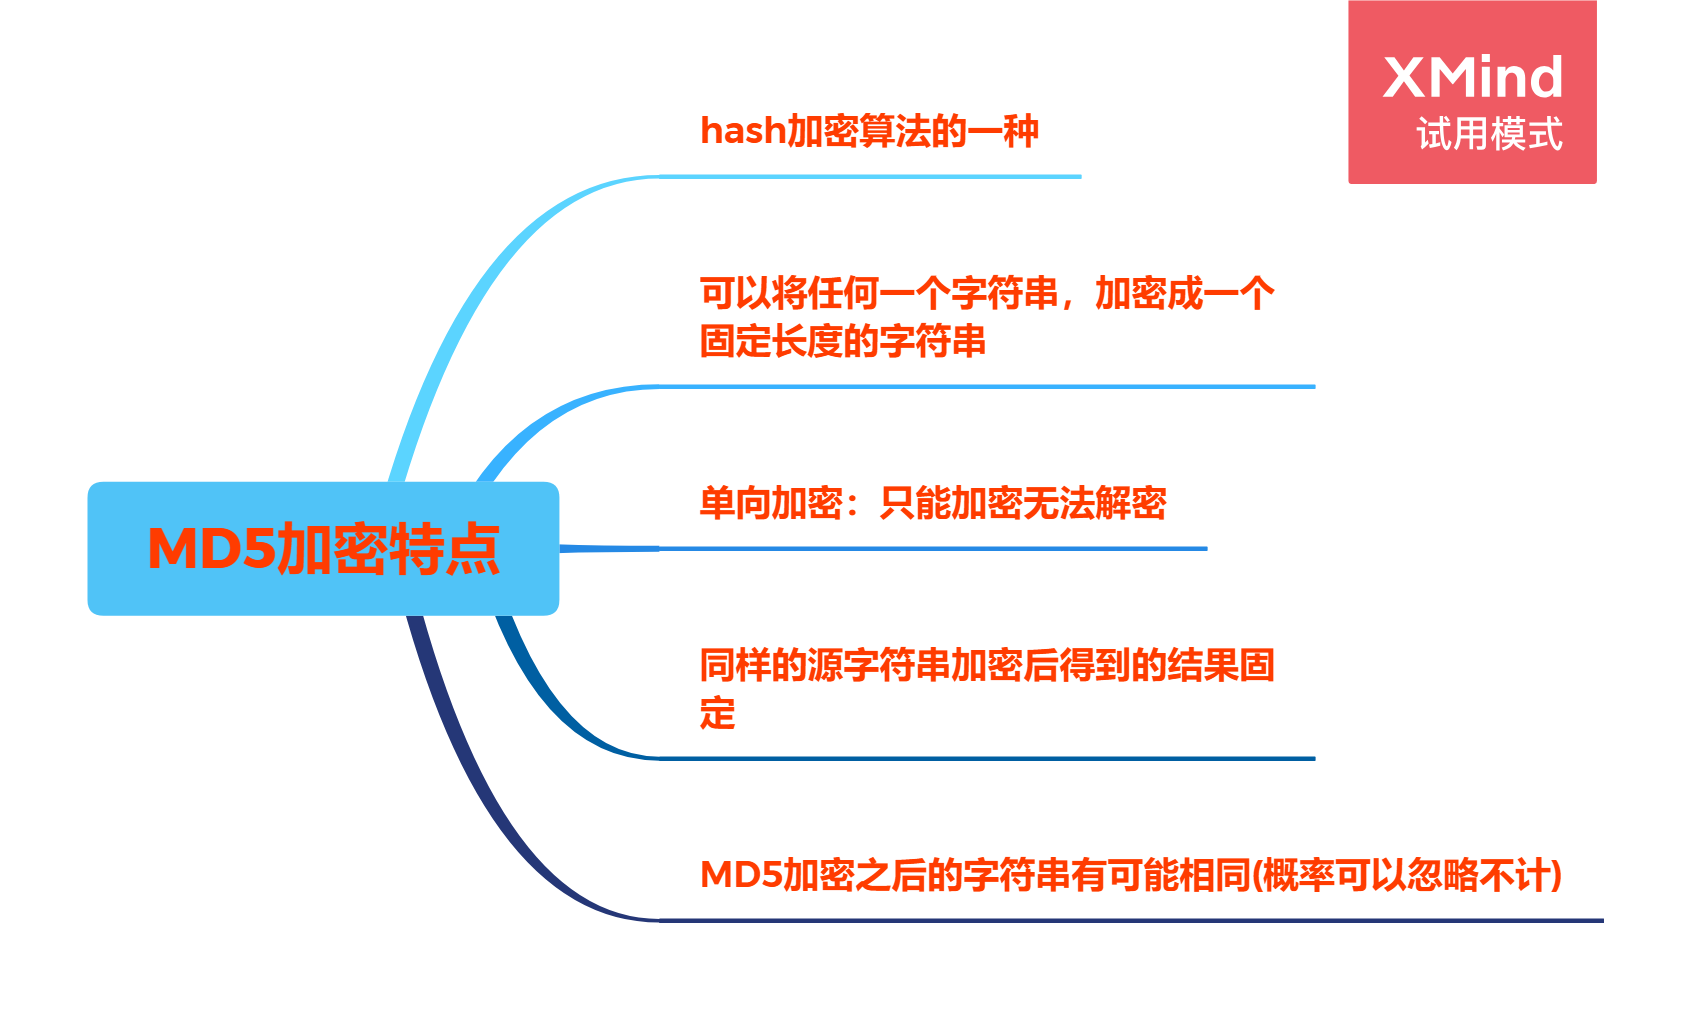 XMind
试用模式
hash加密算法的一种
可以将任何一个字符串，加密成一个
固定长度的字符串
单向加密：只能加密无法解密
MD5加密特点
同样的源字符串加密后得到的结果固
定
MD5加密之后的字符串有可能相同(概率可以忽略不计)